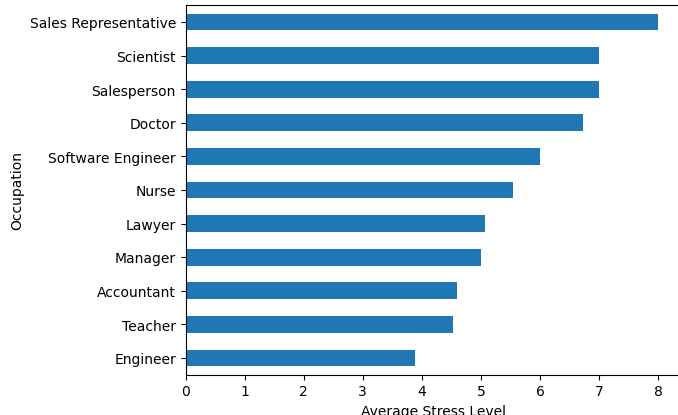 Sales Representative
Scientist
Salesperson
Doctor
Software Engineer
Nurse
Lawyer
Manager
Accountant
Teacher
Engineer
Occupation
0 1 2 3 4 5 6 7 8
Average Stress Level